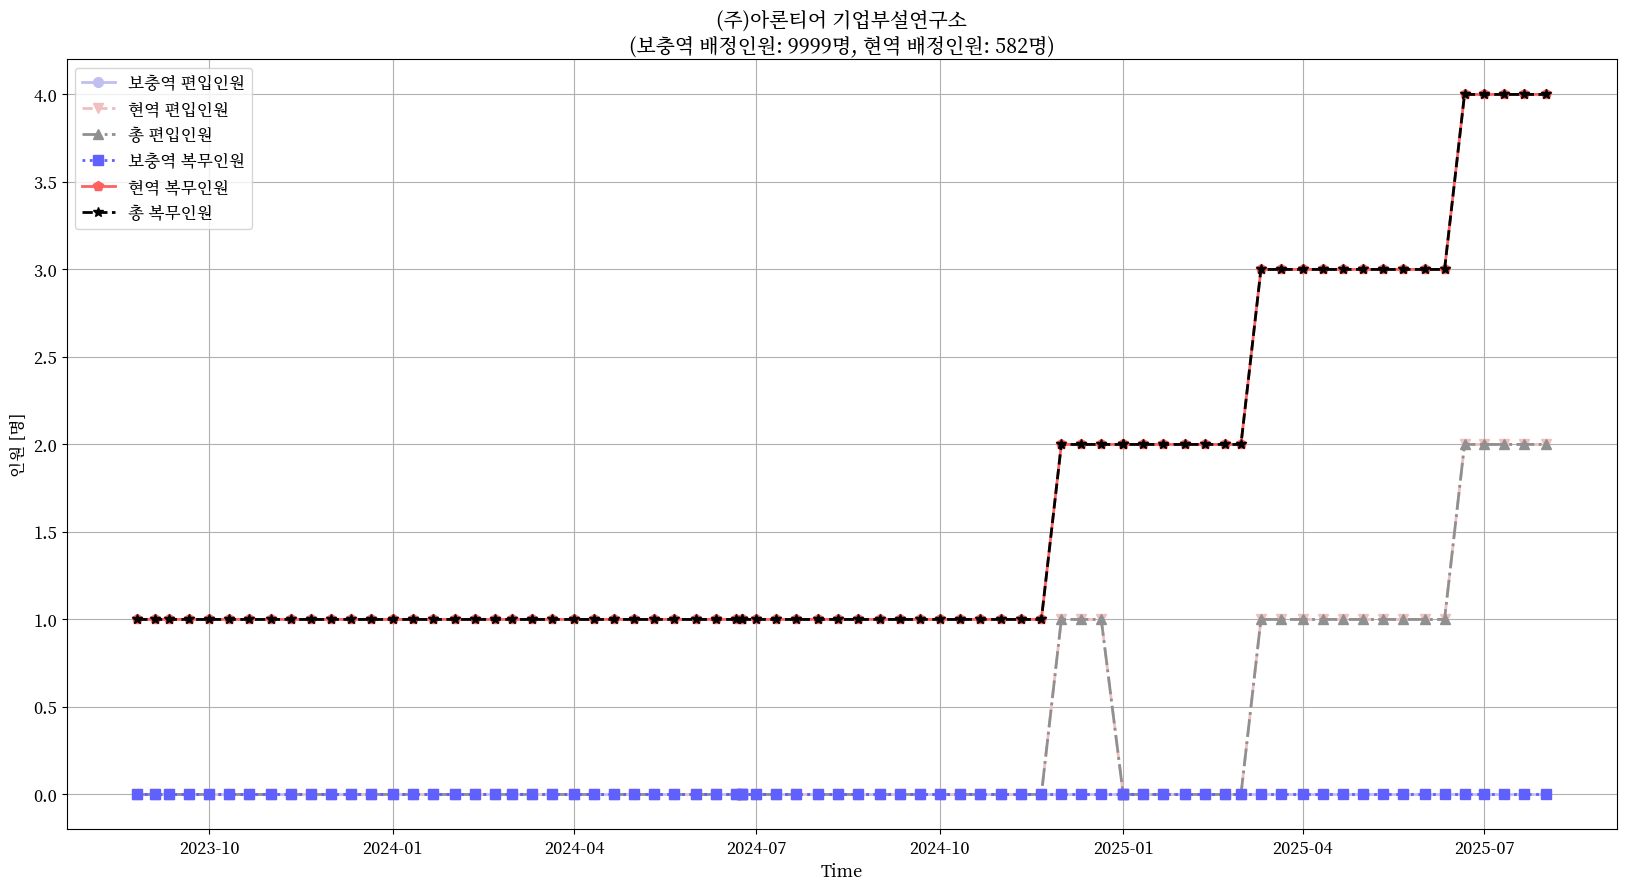 (주)아론티어 기업부설연구소
(보충역 배정인원: 9999명, 현역 배정인원: 582명)
보충역 편입인원
현역 편입인원
총 편입인원
보충역 복무인원
현역 복무인원
총 복무인원
4.0
3.5
3.0
2.5
2.0
1.5
1.0
0.5
0.0
인원 [명]
2023-10 2024-01 2024-04 2024-07 2024-10 2025-01 2025-04 2025-07
Time